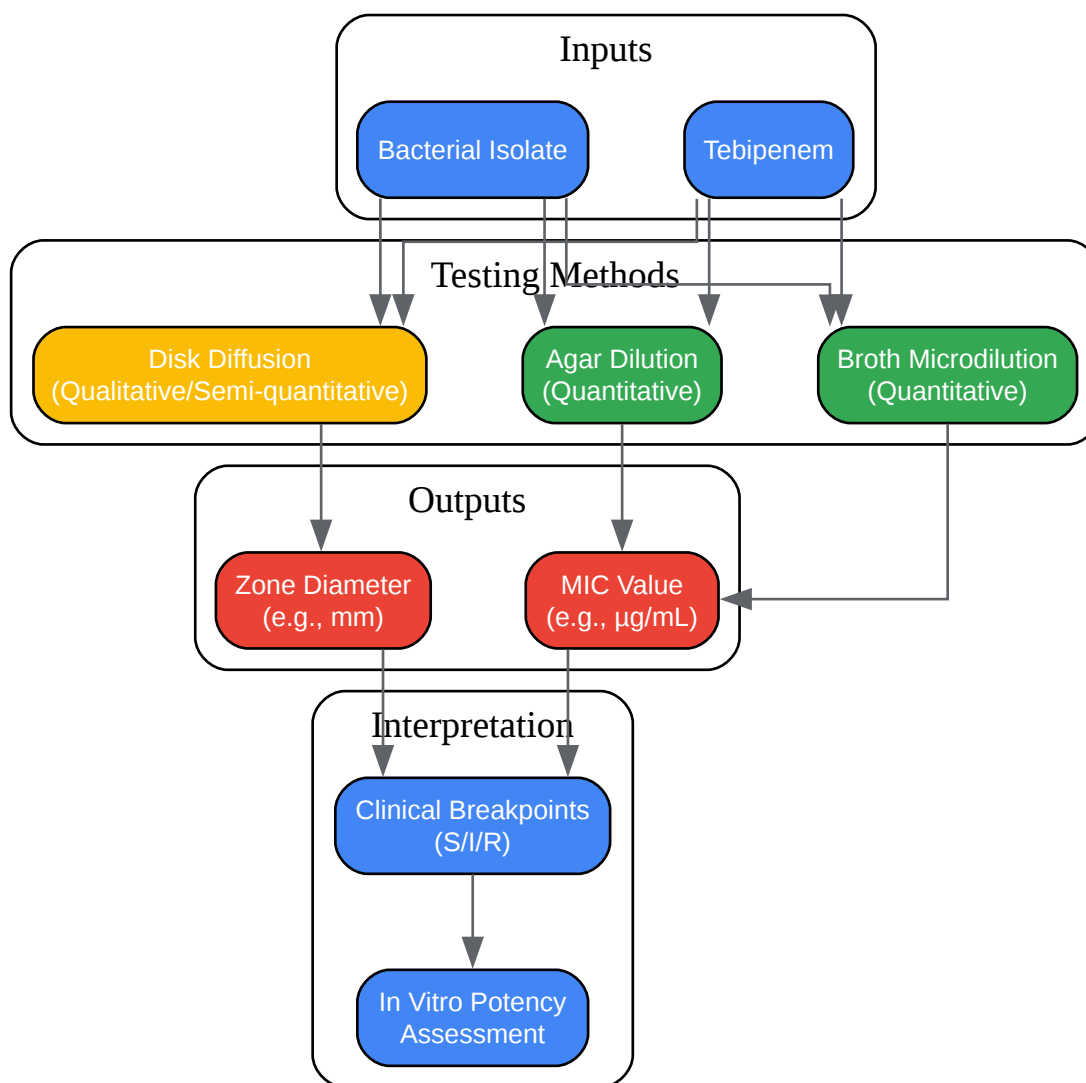 Inputs
Bacterial Isolate
Tebipenem
Testing Methods
Disk Diffusion
(Qualitative/Semi-quantitative)
Agar Dilution
(Quantitative)
Broth Microdilution
(Quantitative)
Outputs
Zone Diameter
(e.g., mm)
MIC Value
(e.g., µg/mL)
Interpretation
Clinical Breakpoints
(S/I/R)
In Vitro Potency
Assessment